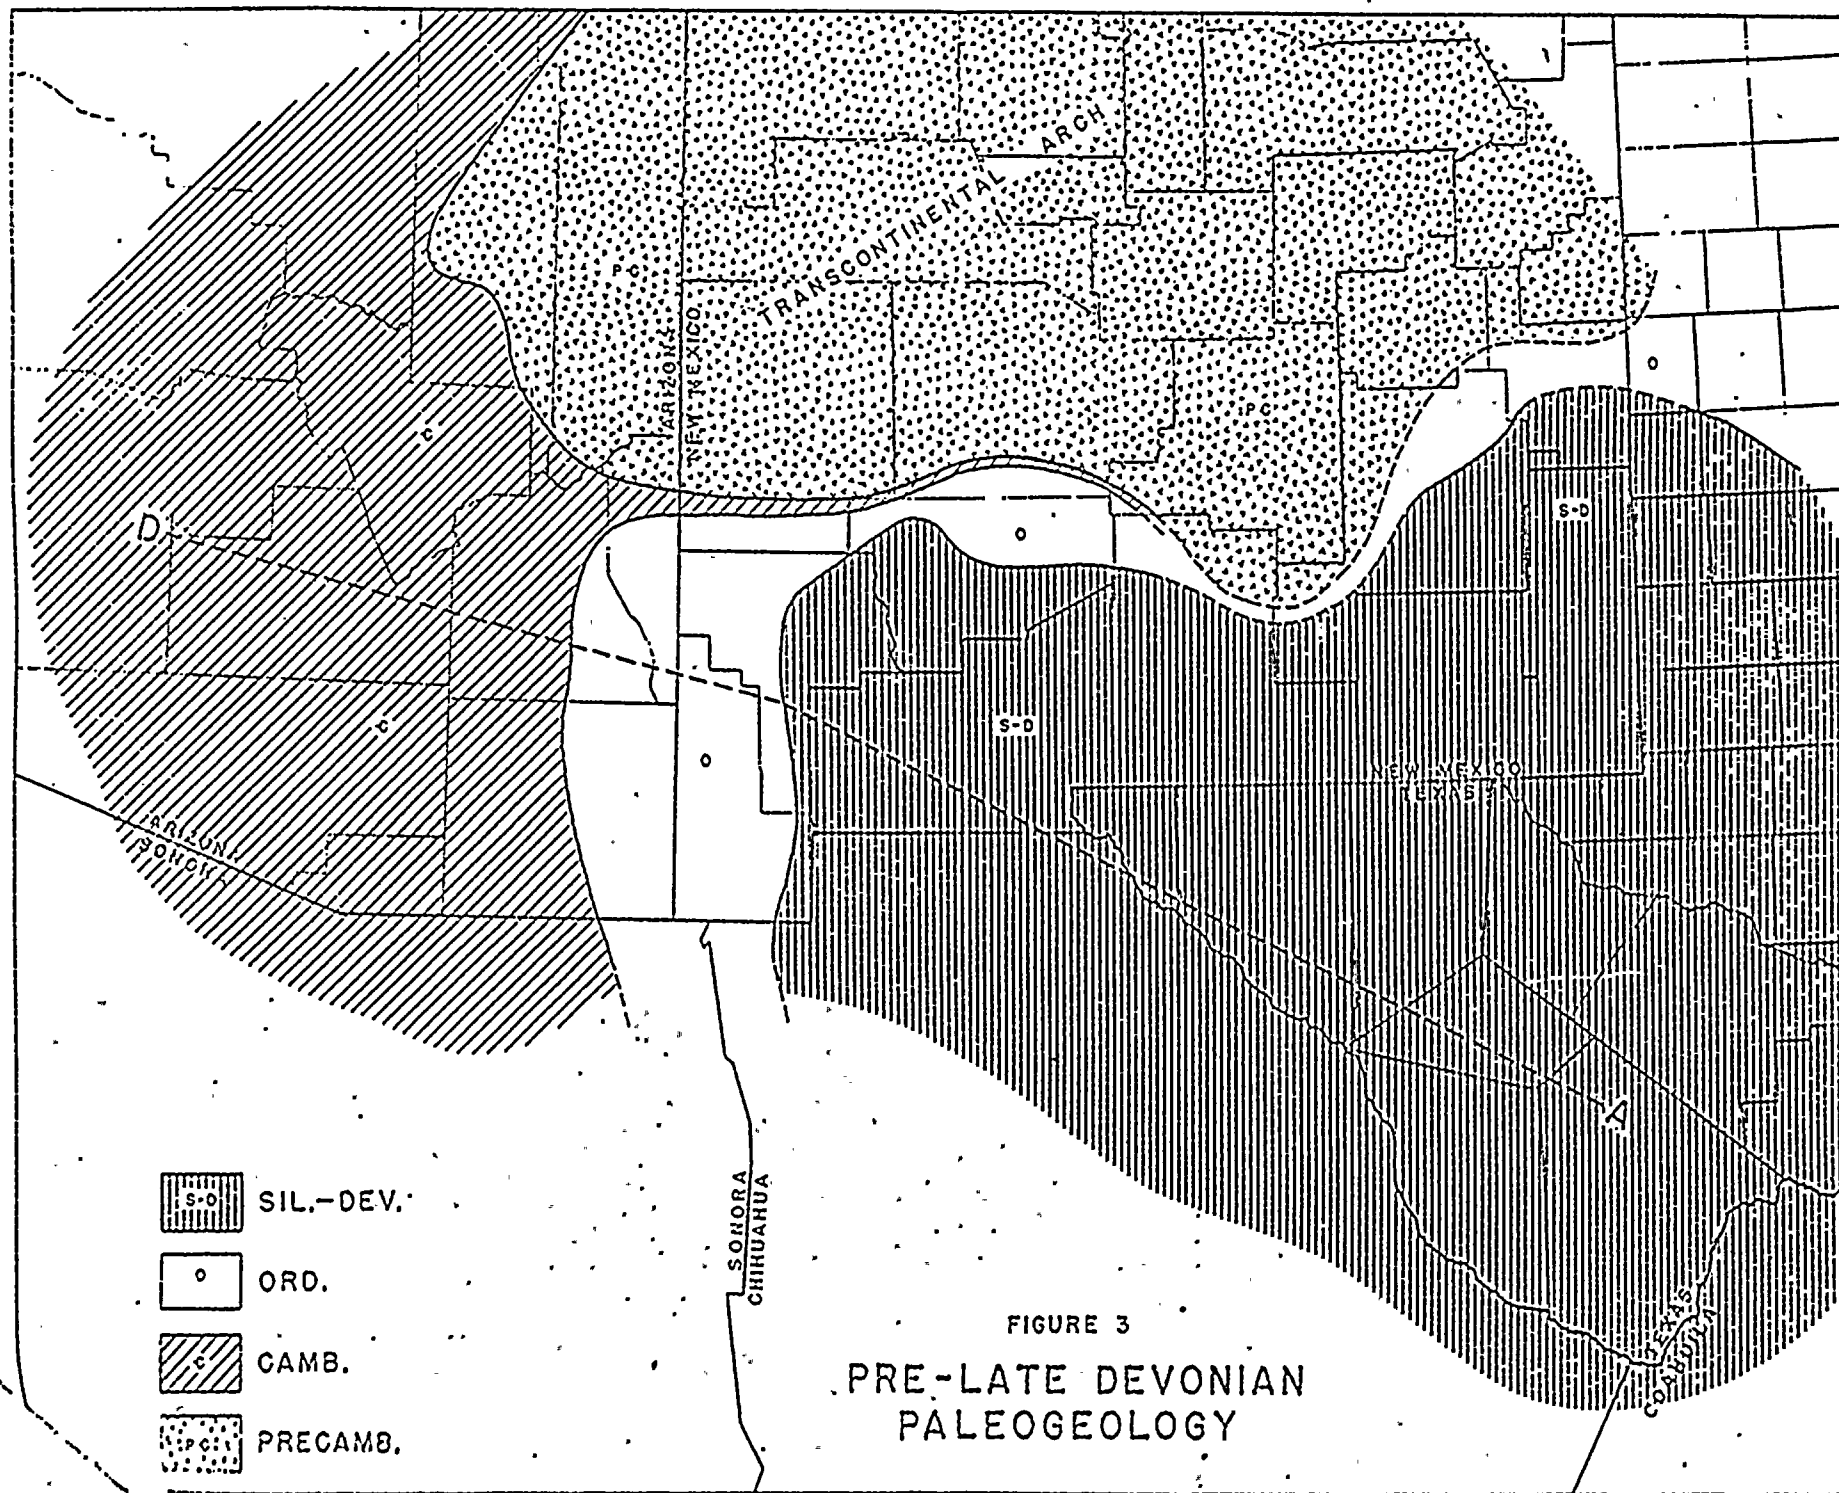 TRANSCONTINENTAL ARCH
PC
ARIZONA
NEW MEXICO
PC
O
C
D
S-D
O
S-D
C
O
NEW MEXICO
TEXAS
ARIZONA
SONORA
A
SONORA
CHIHUAHUA
TEXAS
COAHUILA
S-D SIL.-DEV.
O ORD.
C CAMB.
PC PRECAMB.
FIGURE 3
PRE-LATE DEVONIAN
PALEOGEOLOGY